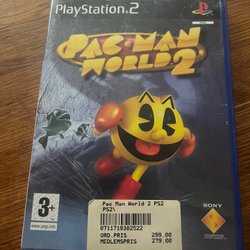 PlayStation 2
PAC-MAN
WORLD 2
3+
www.pegi.info
Pac Man World 2 PS2
PS2\
0711719382522
ORD.PRIS 299,00
MEDLEMSPRIS 279,00
SONY